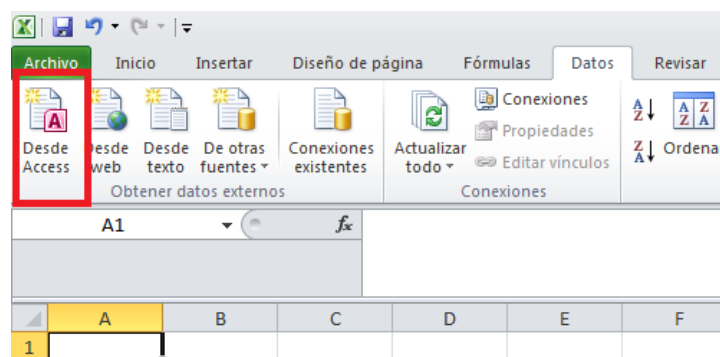 Archivo Inicio Insertar Diseño de página Fórmulas Datos Revisar
Desde Access
Desde web
Desde texto
De otras fuentes
Conexiones existentes
Obtener datos externos
Actualizar todo
Conexiones
Propiedades
Editar vínculos
Conexiones
A Z
Z A
A Z
Z A
Ordena
A1 fx
A B C D E F
1